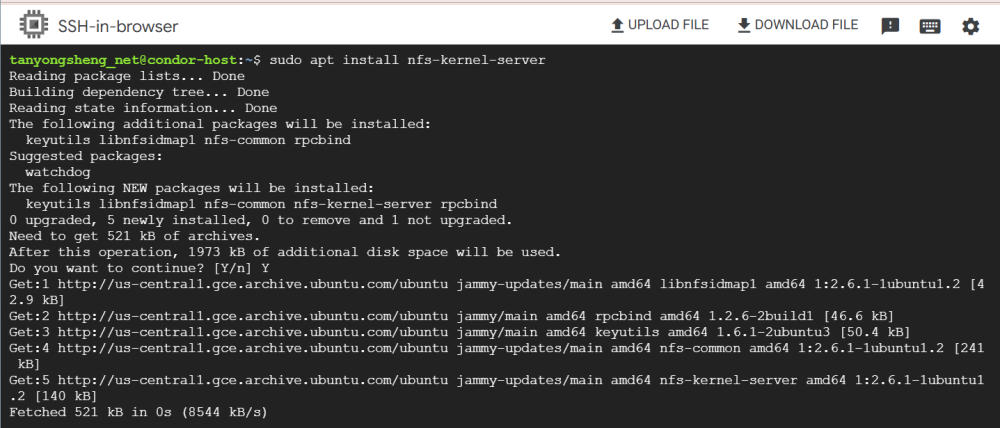 SSH-in-browser
UPLOAD FILE
DOWNLOAD FILE
tanyongsheng_net@condor-host:~$ sudo apt install nfs-kernel-server
Reading package lists... Done
Building dependency tree... Done
Reading state information... Done
The following additional packages will be installed:
  keyutils libnfsidmap1 nfs-common rpcbind
Suggested packages:
  watchdog
The following NEW packages will be installed:
  keyutils libnfsidmap1 nfs-common nfs-kernel-server rpcbind
0 upgraded, 5 newly installed, 0 to remove and 1 not upgraded.
Need to get 521 kB of archives.
After this operation, 1973 kB of additional disk space will be used.
Do you want to continue? [Y/n] Y
Get:1 http://us-central1.gce.archive.ubuntu.com/ubuntu jammy-updates/main amd64 libnfsidmap1 amd64 1:2.6.1-1ubuntu1.2 [4
2.9 kB]
Get:2 http://us-central1.gce.archive.ubuntu.com/ubuntu jammy/main amd64 rpcbind amd64 1.2.6-2build1 [46.6 kB]
Get:3 http://us-central1.gce.archive.ubuntu.com/ubuntu jammy/main amd64 keyutils amd64 1.6.1-2ubuntu3 [50.4 kB]
Get:4 http://us-central1.gce.archive.ubuntu.com/ubuntu jammy-updates/main amd64 nfs-common amd64 1:2.6.1-1ubuntu1.2 [241
 kB]
Get:5 http://us-central1.gce.archive.ubuntu.com/ubuntu jammy-updates/main amd64 nfs-kernel-server amd64 1:2.6.1-1ubuntu1
.2 [140 kB]
Fetched 521 kB in 0s (8544 kB/s)